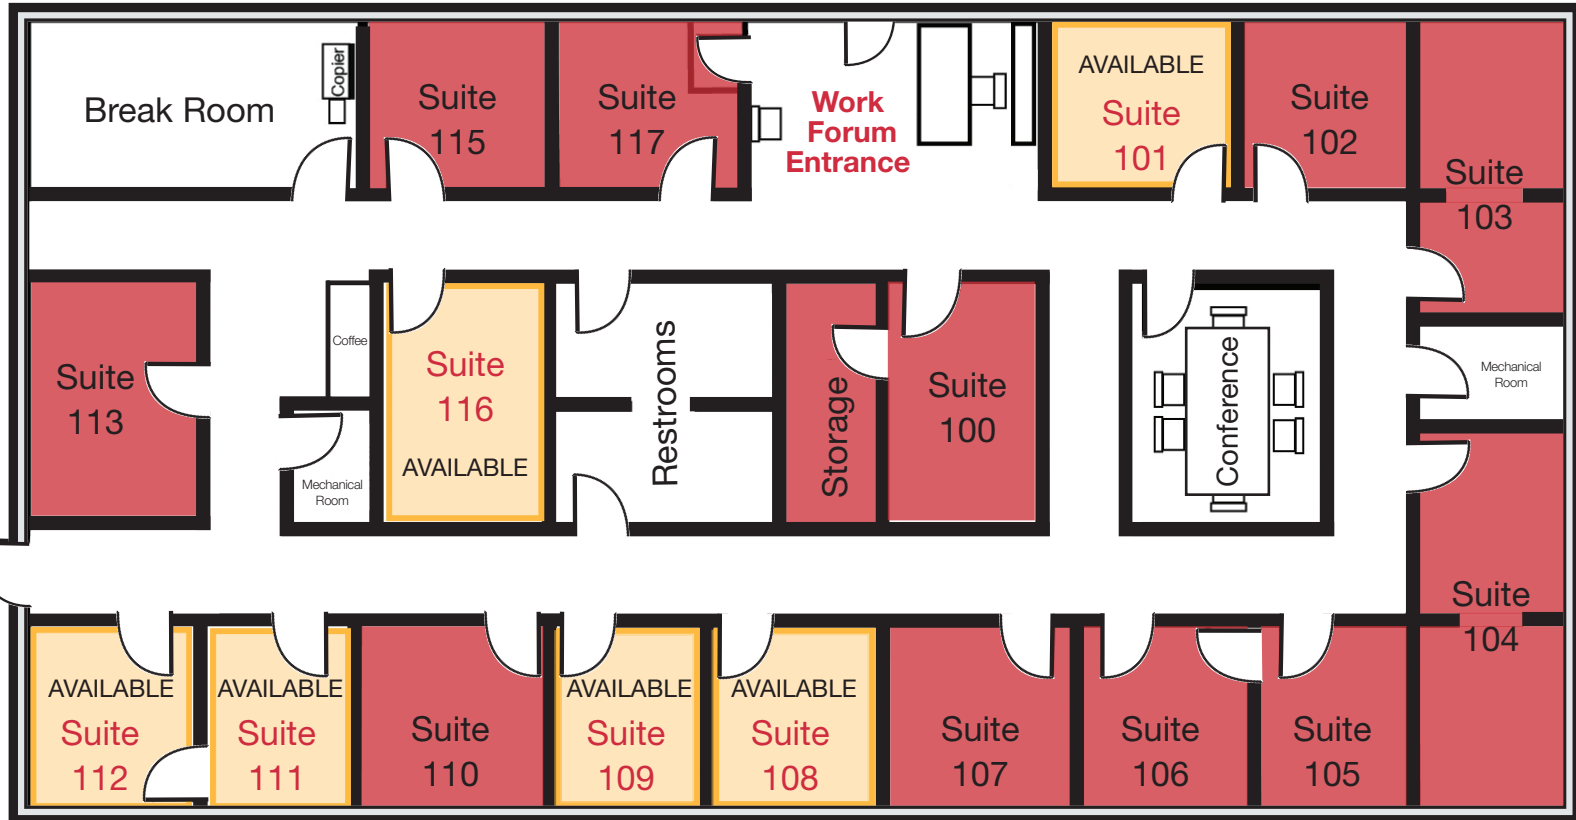 Break Room
Copier
Suite
115
Suite
117
Work
Forum
Entrance
AVAILABLE
Suite
101
Suite
102
Suite
103
Suite
113
Coffee
Mechanical
Room
Suite
116
AVAILABLE
Restrooms
Storage
Suite
100
Conference
Mechanical
Room
Suite
104
AVAILABLE
Suite
112
AVAILABLE
Suite
111
Suite
110
AVAILABLE
Suite
109
AVAILABLE
Suite
108
Suite
107
Suite
106
Suite
105